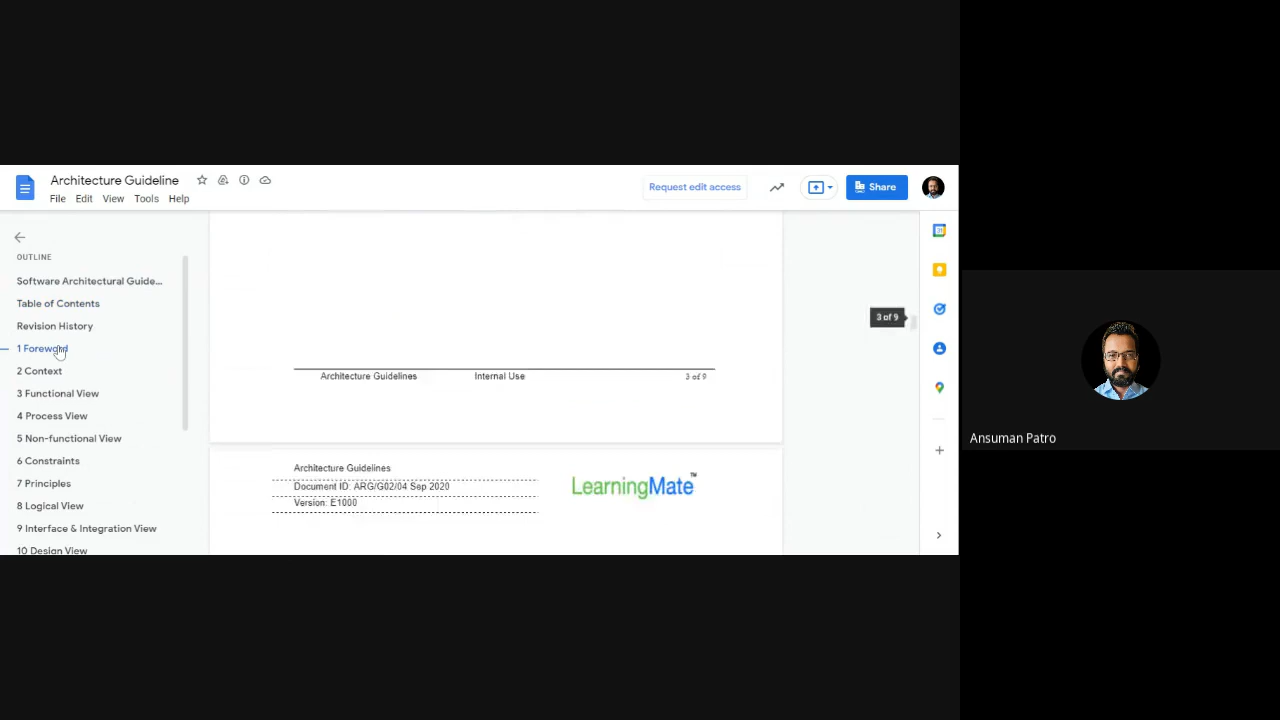 Architecture Guideline
File Edit View Tools Help
Request edit access
Share
OUTLINE
Software Architectural Guide...
Table of Contents
Revision History
1 Foreword
2 Context
3 Functional View
4 Process View
5 Non-functional View
6 Constraints
7 Principles
8 Logical View
9 Interface & Integration View
10 Design View
3 of 9
Architecture Guidelines Internal Use 3 of 9
Architecture Guidelines
Document ID: ARG/G02/04 Sep 2020
Version: E1000
LearningMate™
Ansuman Patro